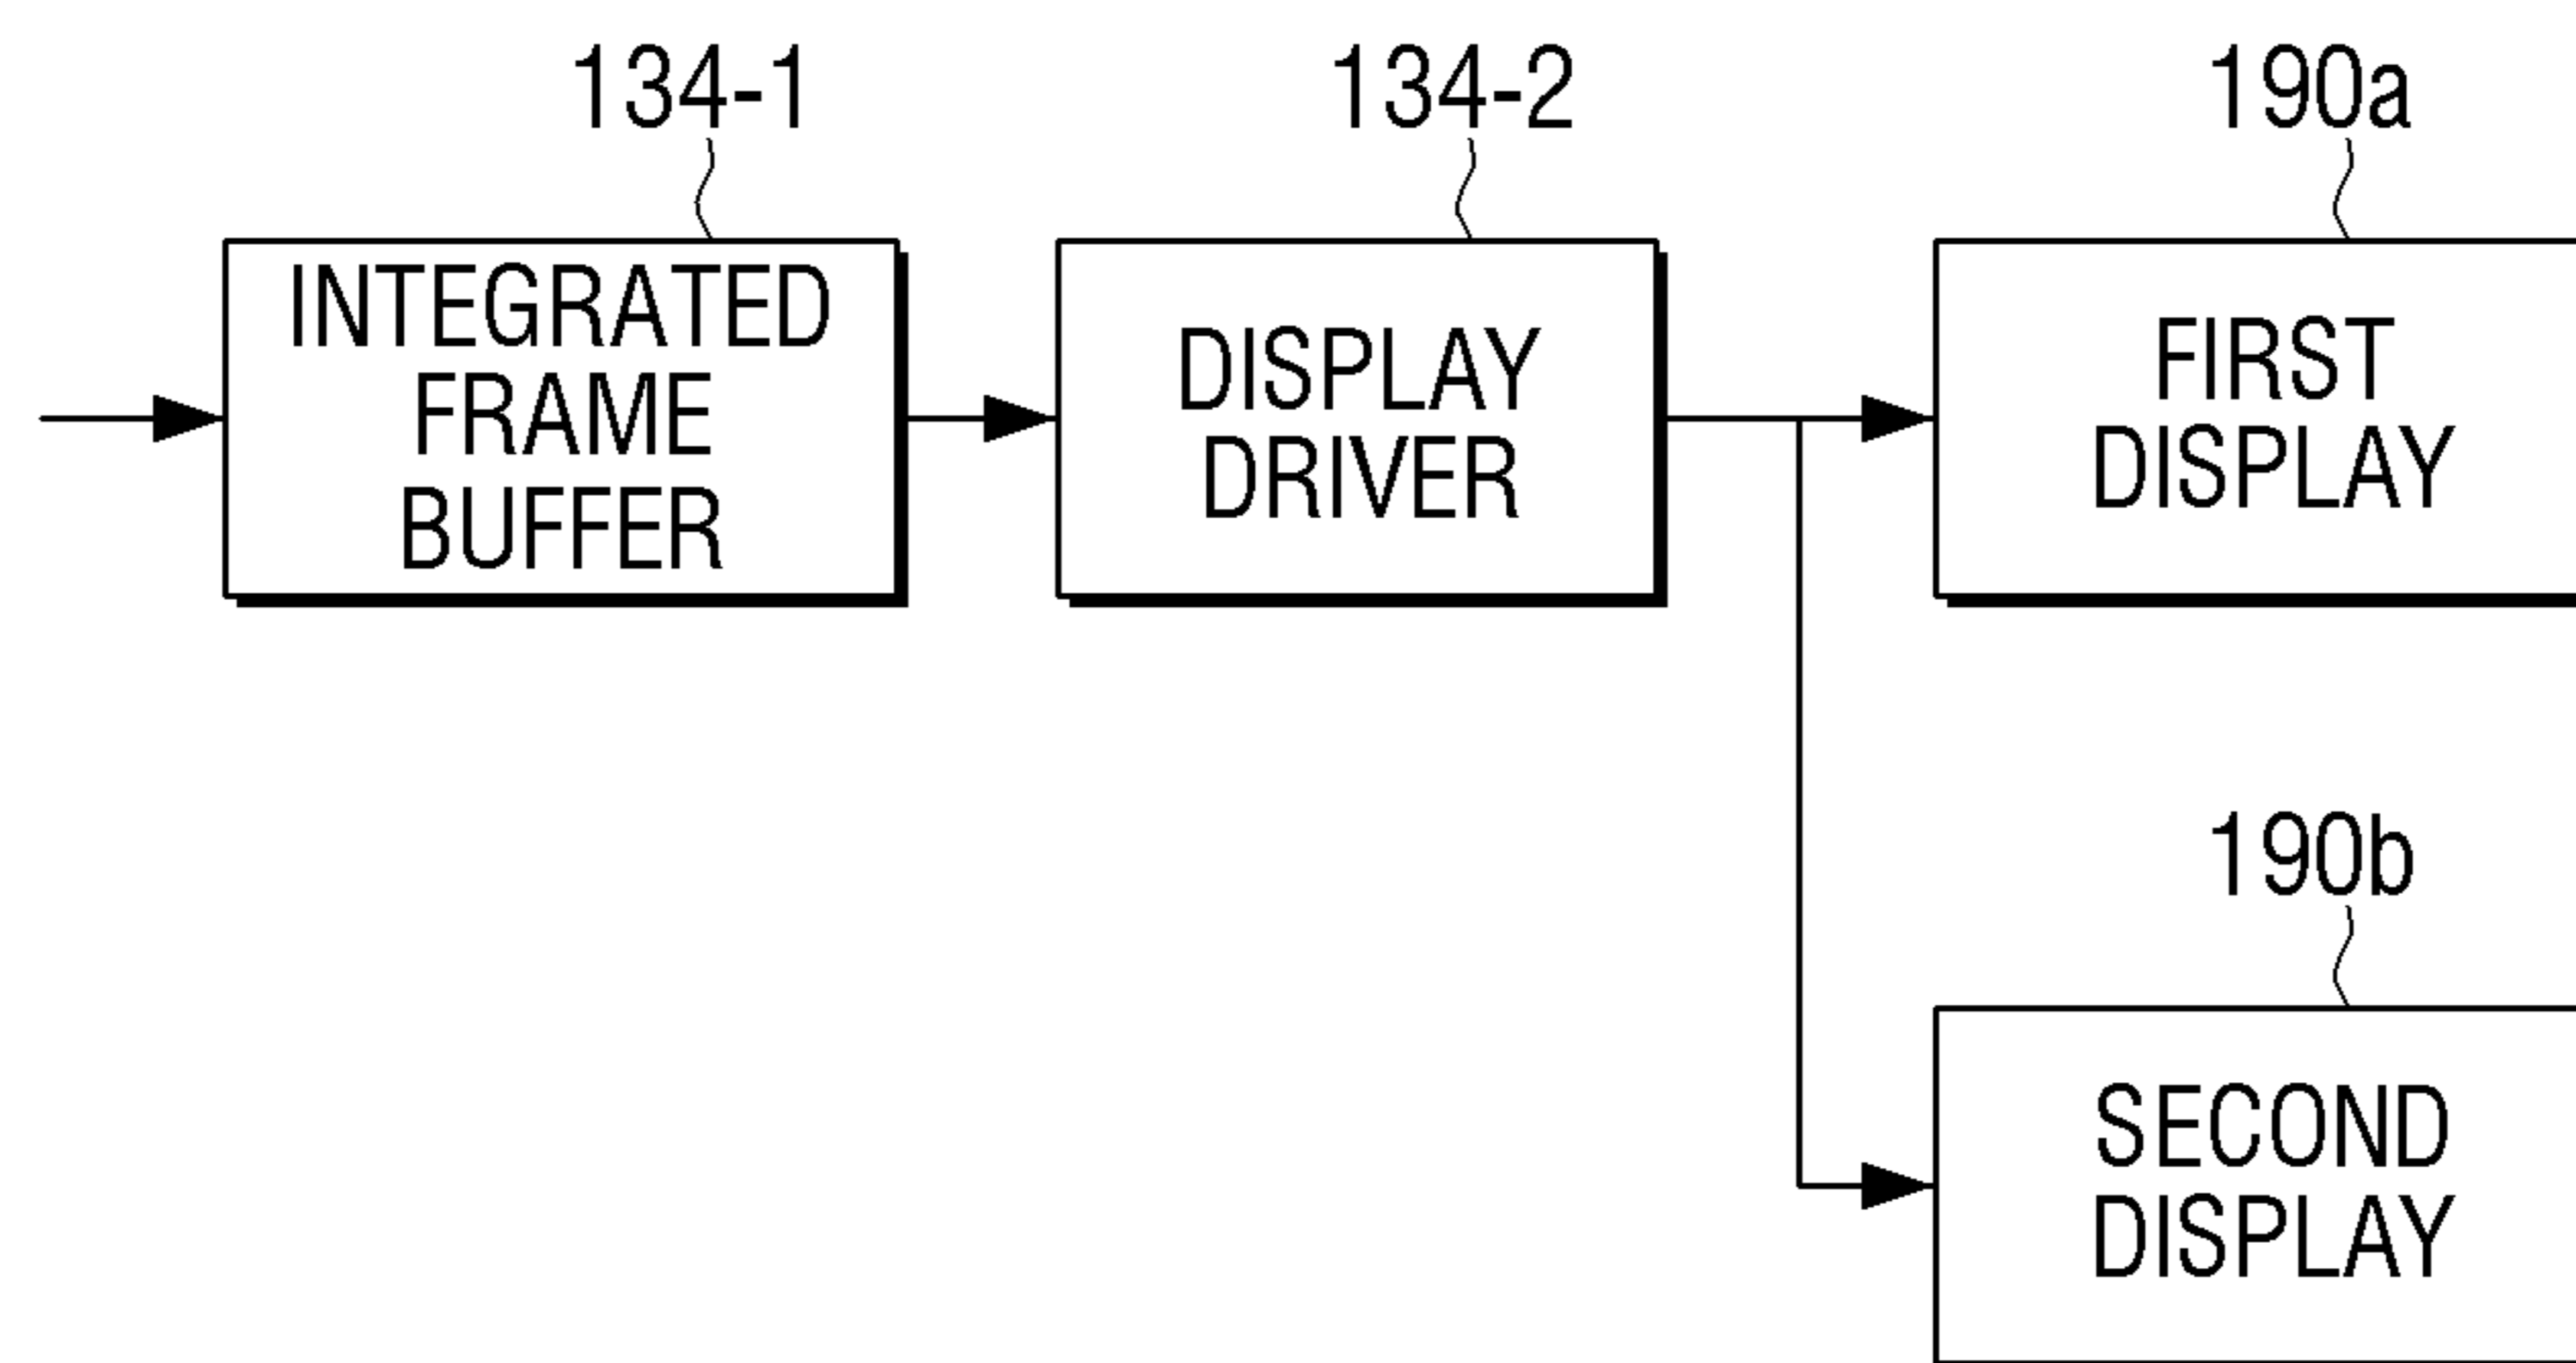 134-1
134-2
190a
INTEGRATED
FRAME
BUFFER
DISPLAY
DRIVER
FIRST
DISPLAY
190b
SECOND
DISPLAY